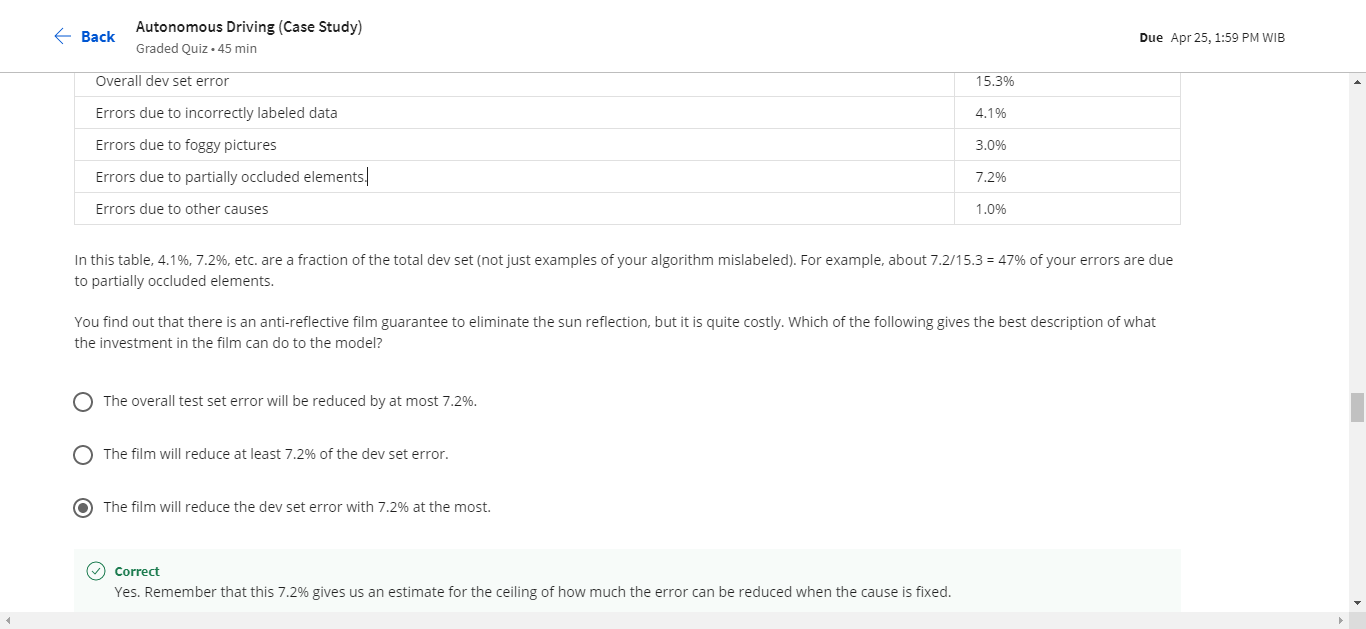 Back
Autonomous Driving (Case Study)
Graded Quiz • 45 min
Due Apr 25, 1:59 PM WIB
Overall dev set error 15.3%
Errors due to incorrectly labeled data 4.1%
Errors due to foggy pictures 3.0%
Errors due to partially occluded elements. 7.2%
Errors due to other causes 1.0%
In this table, 4.1%, 7.2%, etc. are a fraction of the total dev set (not just examples of your algorithm mislabeled). For example, about 7.2/15.3 = 47% of your errors are due
to partially occluded elements.
You find out that there is an anti-reflective film guarantee to eliminate the sun reflection, but it is quite costly. Which of the following gives the best description of what
the investment in the film can do to the model?
The overall test set error will be reduced by at most 7.2%.
The film will reduce at least 7.2% of the dev set error.
The film will reduce the dev set error with 7.2% at the most.
Correct
Yes. Remember that this 7.2% gives us an estimate for the ceiling of how much the error can be reduced when the cause is fixed.